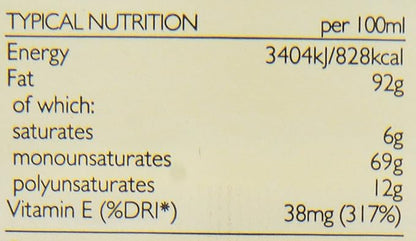 TYPICAL NUTRITION per 100ml
Energy 3404kJ/828kcal
Fat 92g
of which:
saturates 6g
monounsaturates 69g
polyunsaturates 12g
Vitamin E (%DRI*) 38mg (317%)